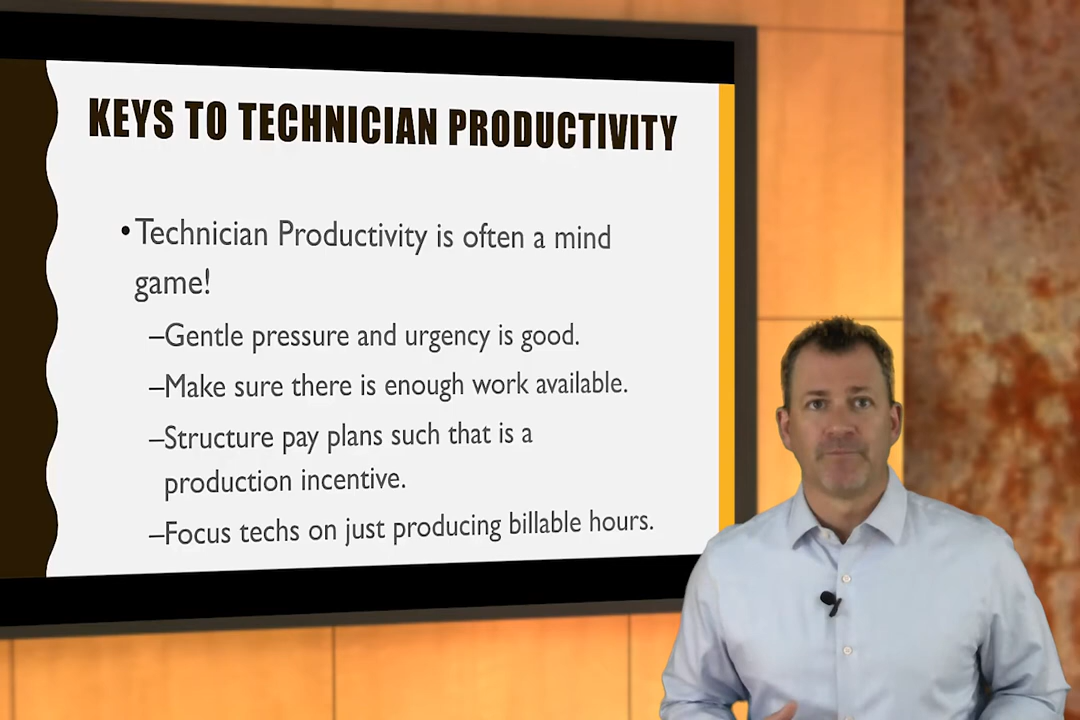 KEYS TO TECHNICIAN PRODUCTIVITY
•Technician Productivity is often a mind
game!
–Gentle pressure and urgency is good.
–Make sure there is enough work available.
–Structure pay plans such that is a
production incentive.
–Focus techs on just producing billable hours.